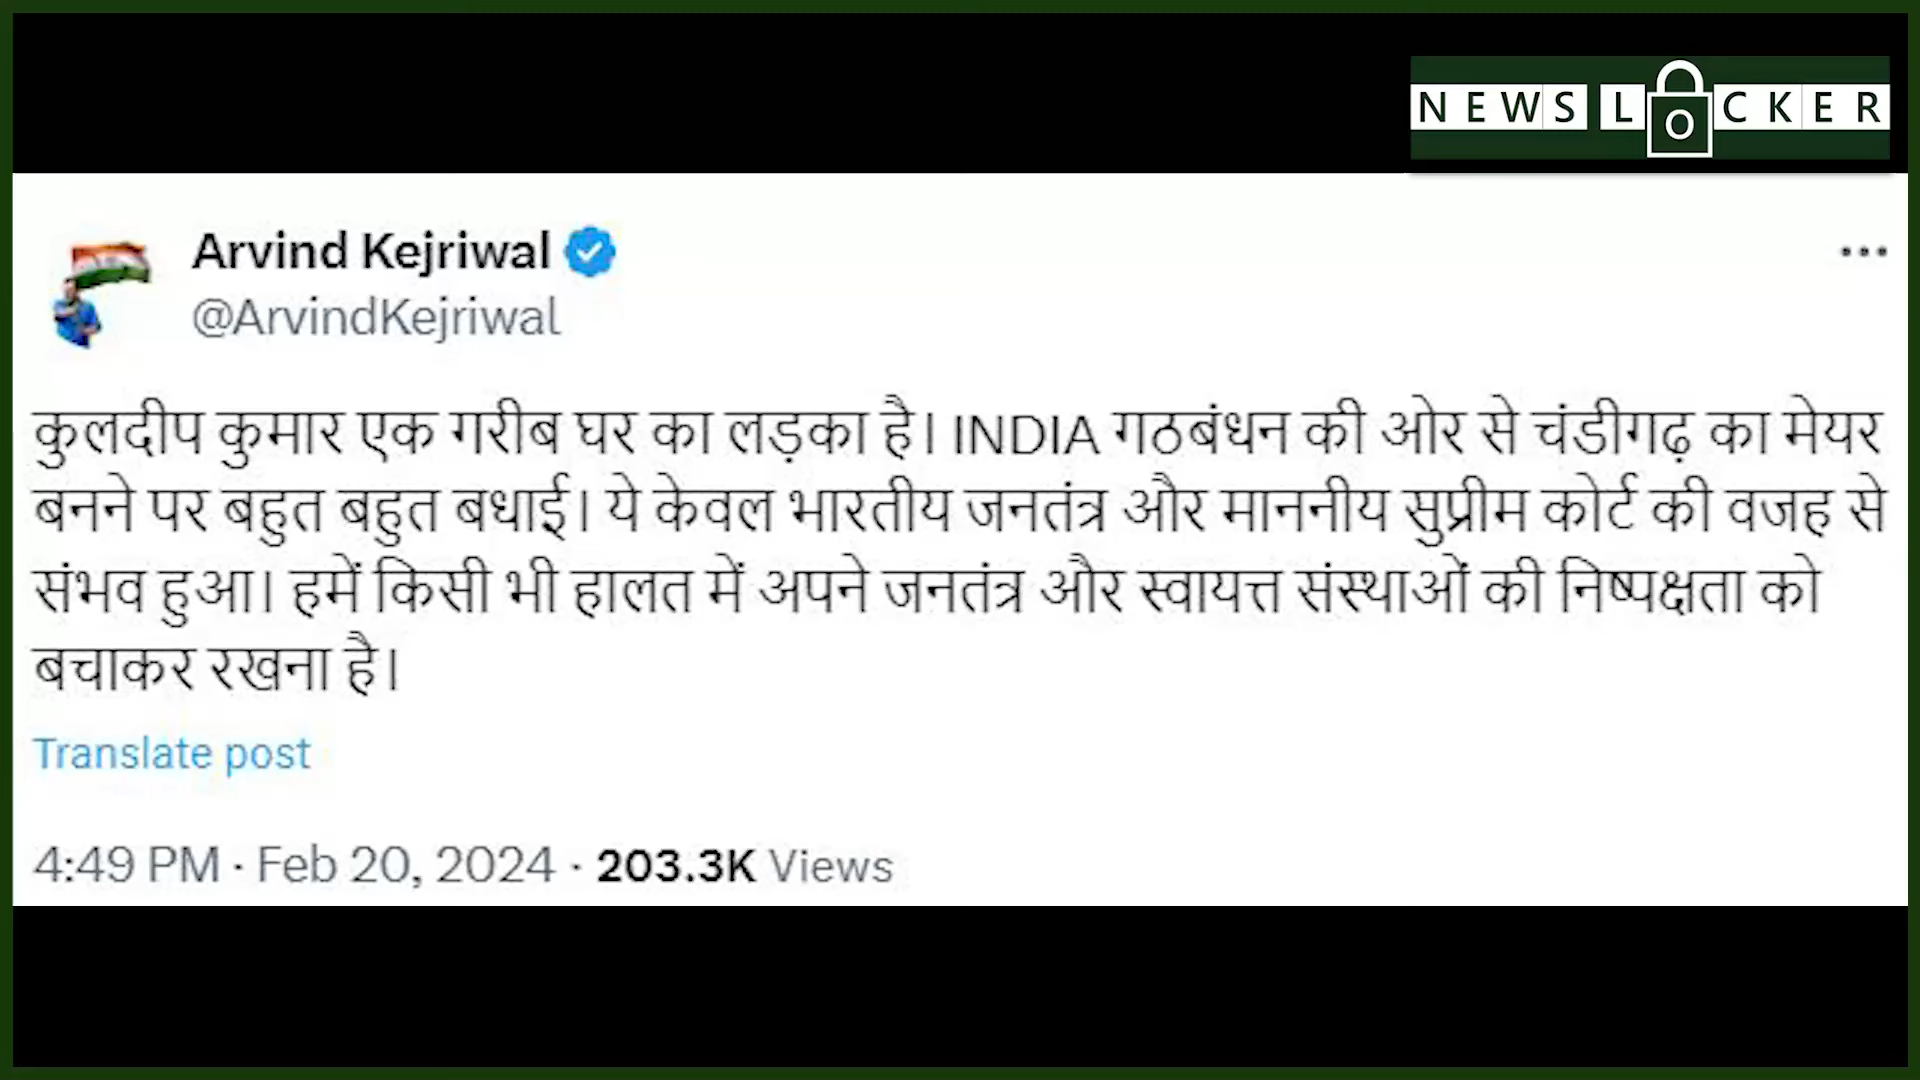 NEWS LOCKER
Arvind Kejriwal
@ArvindKejriwal
कुलदीप कुमार एक गरीब घर का लड़का है। INDIA गठबंधन की ओर से चंडीगढ़ का मेयर
बनने पर बहुत बहुत बधाई। ये केवल भारतीय जनतंत्र और माननीय सुप्रीम कोर्ट की वजह से
संभव हुआ। हमें किसी भी हालत में अपने जनतंत्र और स्वायत्त संस्थाओं की निष्पक्षता को
बचाकर रखना है।
Translate post
4:49 PM · Feb 20, 2024 · 203.3K Views